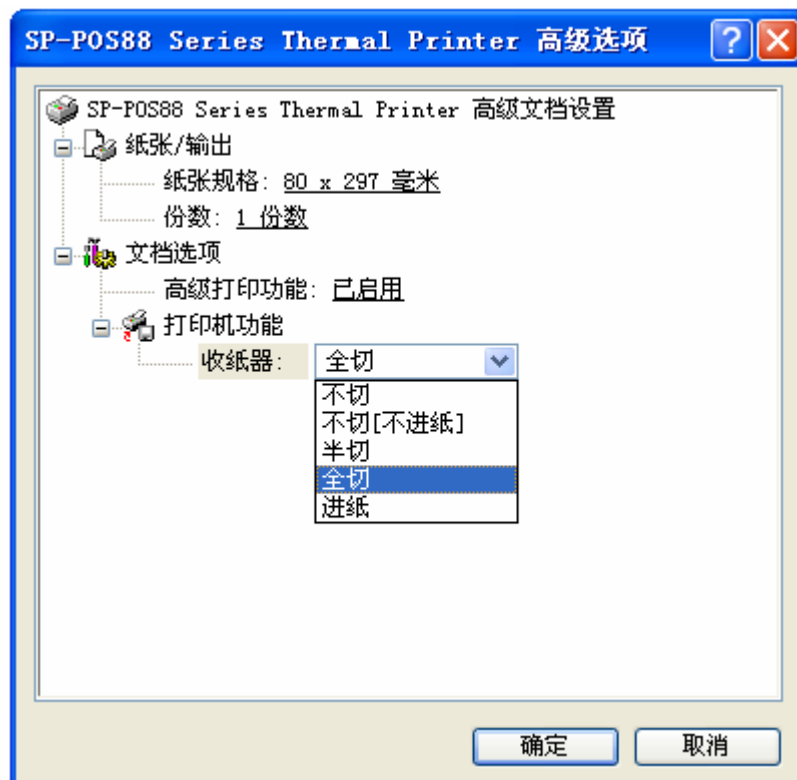 SP-POS88 Series Thermal Printer 高级选项
SP-POS88 Series Thermal Printer 高级文档设置
纸张/输出
纸张规格: 80 x 297 毫米
份数: 1 份数
文档选项
高级打印功能: 已启用
打印机功能
收纸器: 全切
不切
不切[不进纸]
半切
全切
进纸
确定 取消